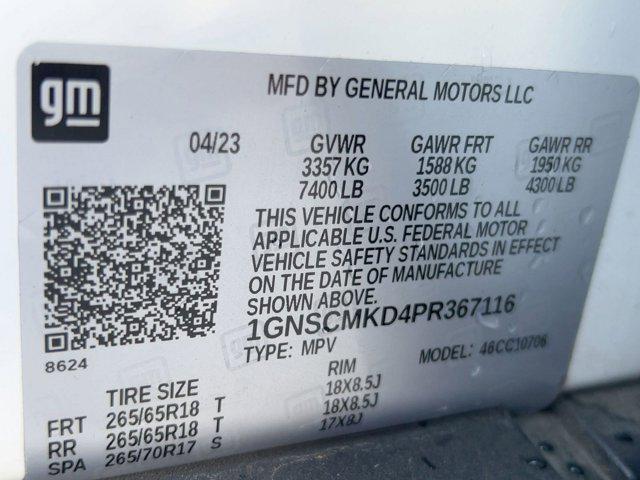 gm
MFD BY GENERAL MOTORS LLC
04/23 GVWR GAWR FRT GAWR RR
3357 KG 1588 KG 1950 KG
7400 LB 3500 LB 4300 LB
THIS VEHICLE CONFORMS TO ALL
APPLICABLE U.S. FEDERAL MOTOR
VEHICLE SAFETY STANDARDS IN EFFECT
ON THE DATE OF MANUFACTURE
SHOWN ABOVE.
1GNSCMKD4PR367116
8624
TYPE: MPV MODEL: 46CC10706
TIRE SIZE RIM
FRT 265/65R18 T 18X8.5J
RR 265/65R18 T 18X8.5J
SPA 265/70R17 S 17X8J